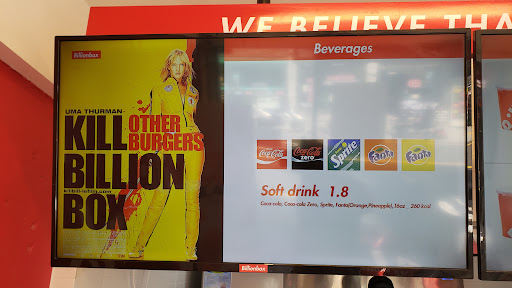 WE BELIEVE THA
Billionbox
UMA THURMAN
KILL
OTHER
BURGERS
BILLION
BOX
Beverages
Coca-Cola
Coca-Cola
zero
Sprite
Fanta
Fanta
Soft drink 1.8
Coca-cola, Coca-cola Zero, Sprite, Fanta(Orange,Pineapple),16oz _ 260 kcal
Billionbox